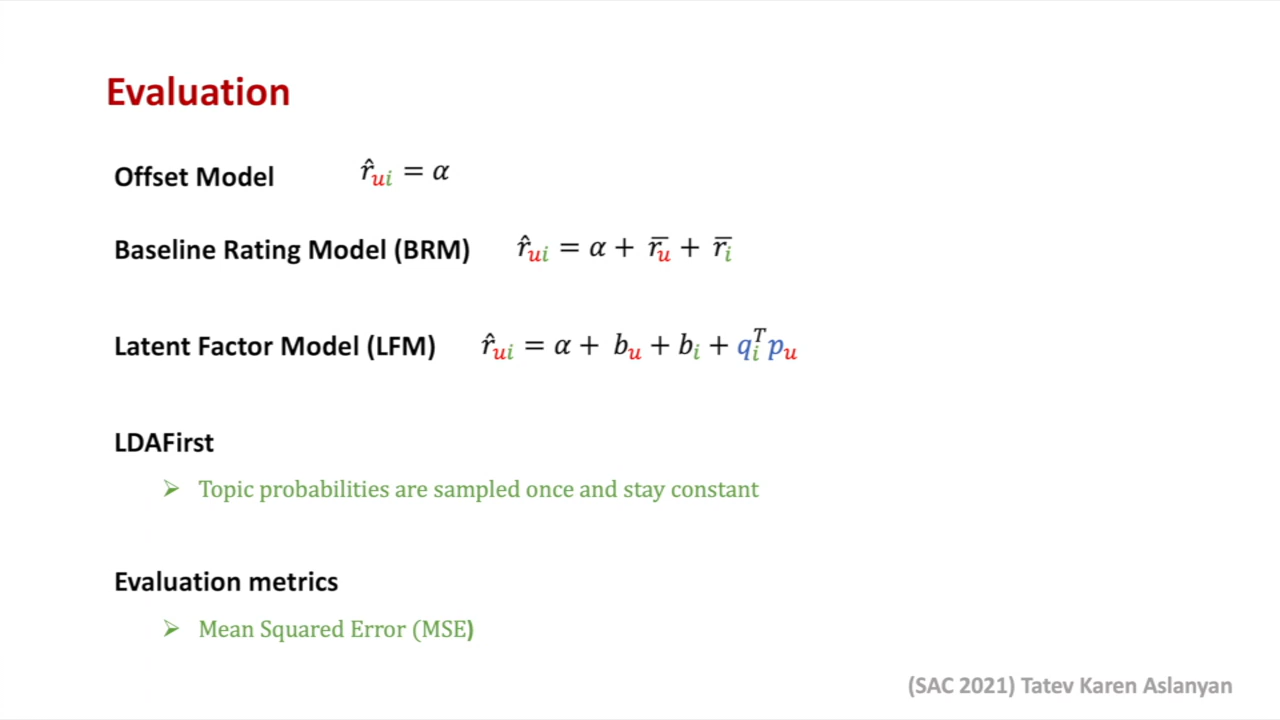 Evaluation
Offset Model r̂ᵤᵢ = α
Baseline Rating Model (BRM) r̂ᵤᵢ = α + r̅ᵤ + r̅ᵢ
Latent Factor Model (LFM) r̂ᵤᵢ = α + bᵤ + bᵢ + qᵢᵀpᵤ
LDAFirst
➢ Topic probabilities are sampled once and stay constant
Evaluation metrics
➢ Mean Squared Error (MSE)
(SAC 2021) Tatev Karen Aslanyan